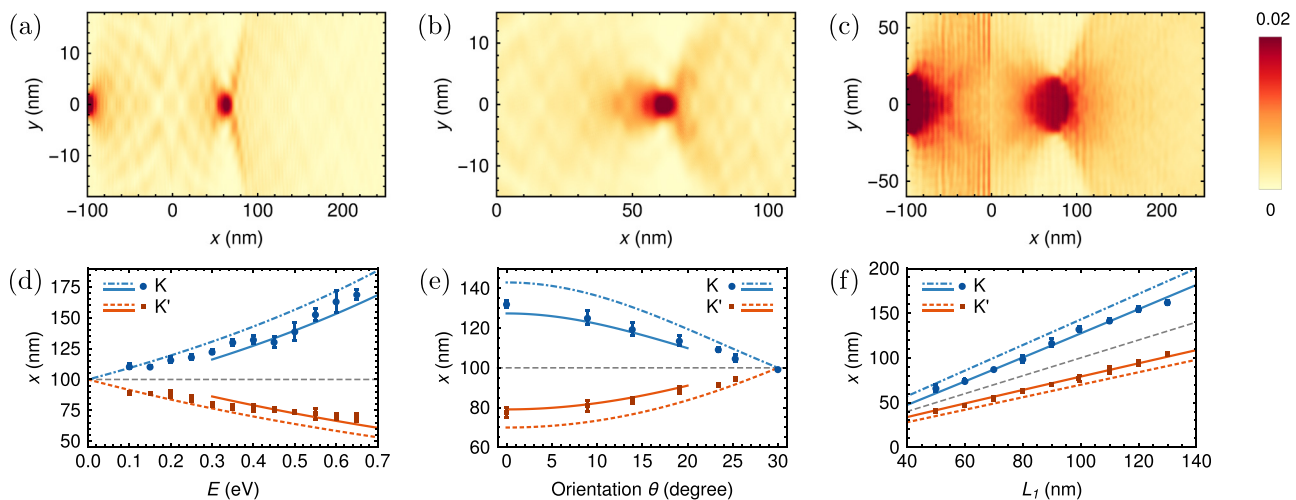 (a)
y (nm)
10
0
−10
−100
0
100
200
x (nm)
(b)
y (nm)
10
0
−10
0
50
100
x (nm)
(c)
y (nm)
50
0
−50
−100
0
100
200
x (nm)
0.02
0
(d)
x (nm)
175
150
125
100
75
50
0.0 0.1 0.2 0.3 0.4 0.5 0.6 0.7
E (eV)
K
K'
(e)
x (nm)
140
120
100
80
60
0 5 10 15 20 25 30
Orientation θ (degree)
K
K'
(f)
x (nm)
200
150
100
50
0
40 60 80 100 120 140
L1 (nm)
K
K'